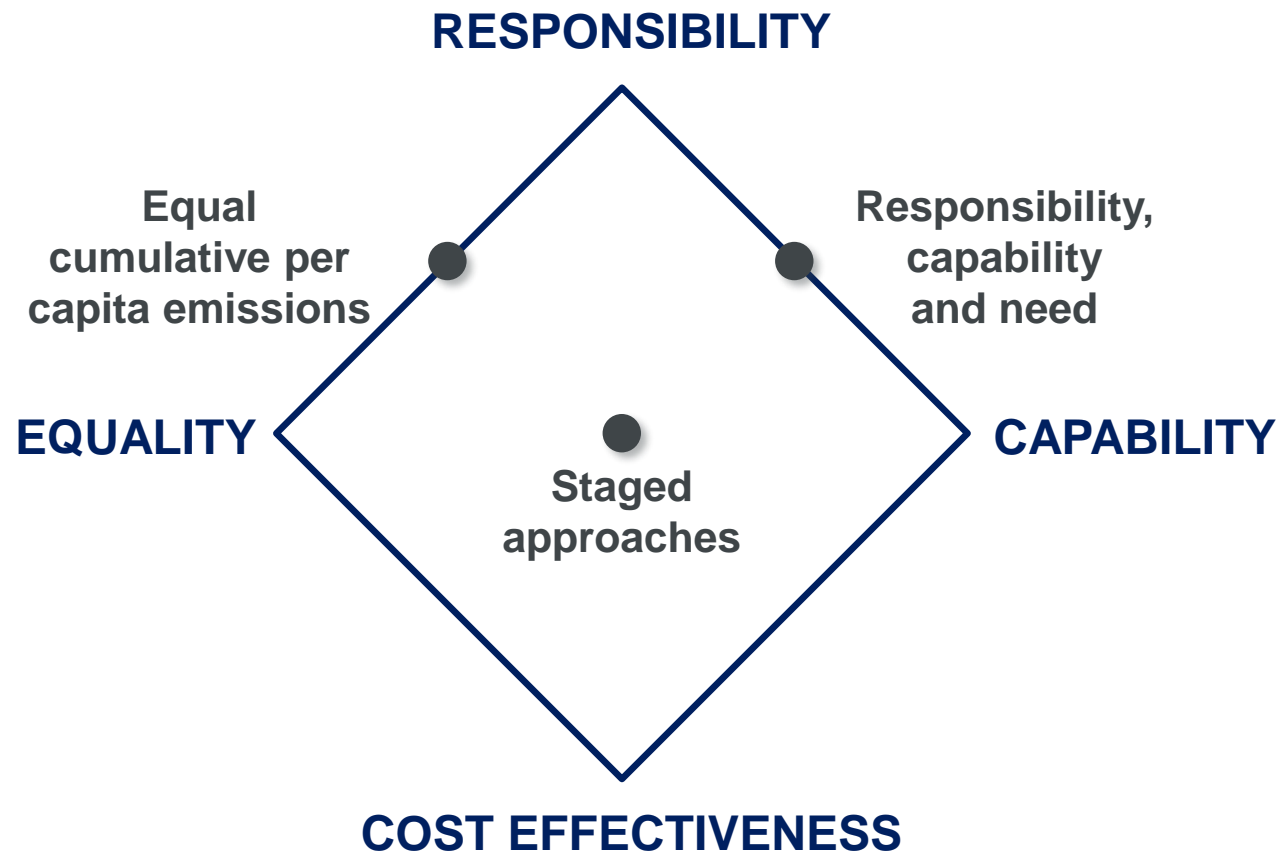 RESPONSIBILITY
Equal
cumulative per
capita emissions
Responsibility,
capability
and need
EQUALITY
CAPABILITY
Staged
approaches
COST EFFECTIVENESS